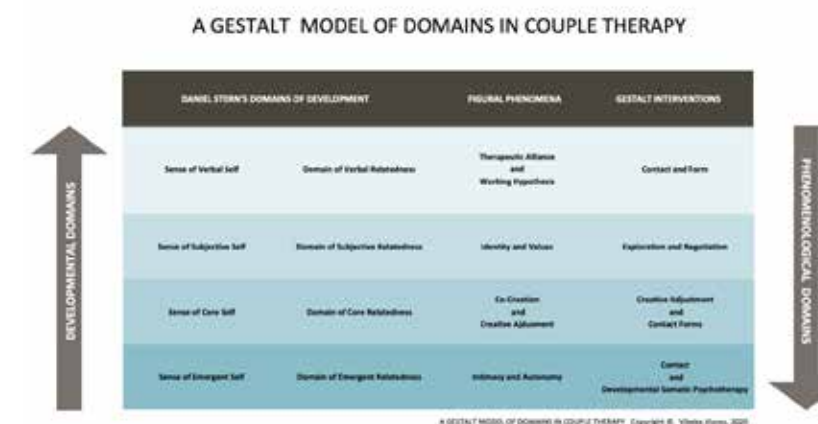 A GESTALT MODEL OF DOMAINS IN COUPLE THERAPY
DANIEL STERN'S DOMAINS OF DEVELOPMENT
FIGURAL PHENOMENA
GESTALT INTERVENTIONS
DEVELOPMENTAL DOMAINS
Sense of Verbal Self
Domain of Verbal Relatedness
Therapeutic Alliance
and
Working Hypothesis
Contact and Form
Sense of Subjective Self
Domain of Subjective Relatedness
Identity and Values
Exploration and Negotiation
Sense of Core Self
Domain of Core Relatedness
Co-Creation
and
Creative Adjustment
Creative Adjustment
and
Contact Forms
Sense of Emergent Self
Domain of Emergent Relatedness
Intimacy and Autonomy
Contact
and
Developmental Somatic Psychotherapy
PHENOMENOLOGICAL DOMAINS
A GESTALT MODEL OF DOMAINS IN COUPLE THERAPY Copyright ©, 2020